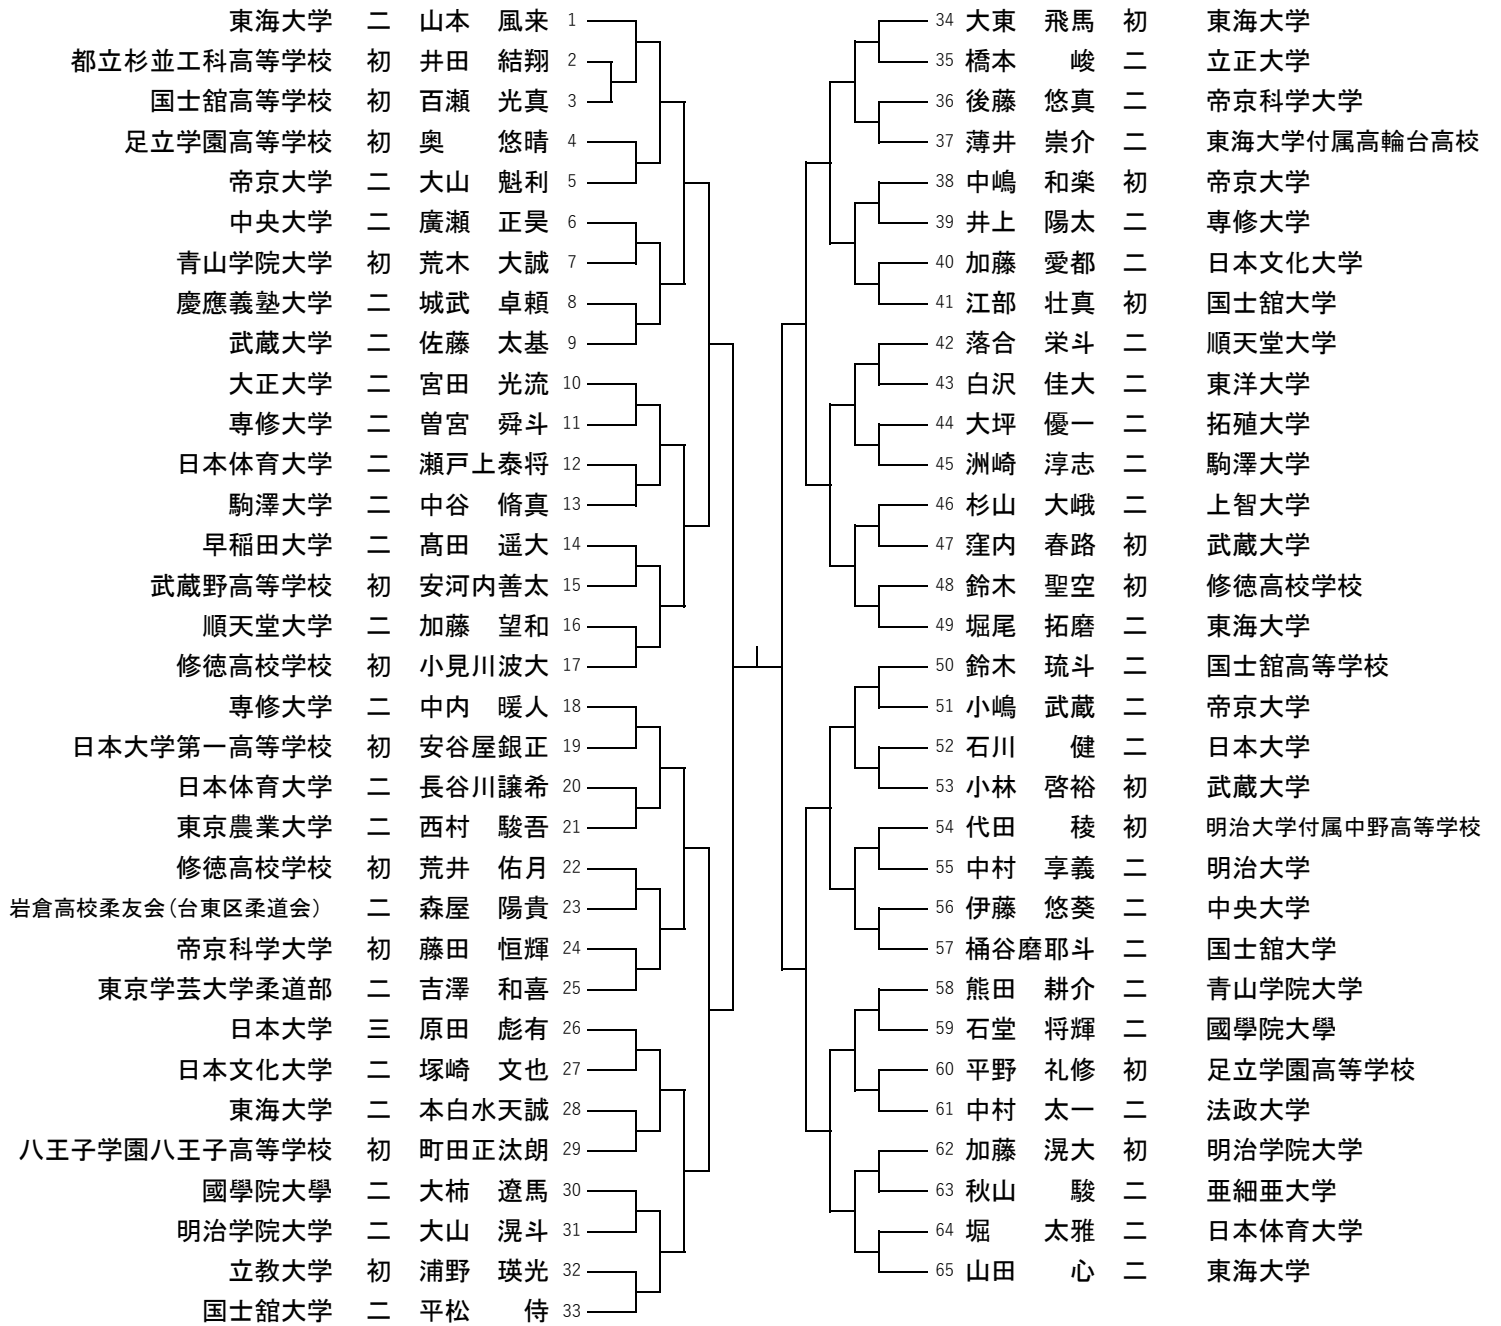 東海大学 二 山本 風来 1
都立杉並工科高等学校 初 井田 結翔 2
国士舘高等学校 初 百瀬 光真 3
足立学園高等学校 初 奥 悠晴 4
帝京大学 二 大山 魁利 5
中央大学 二 廣瀬 正昊 6
青山学院大学 初 荒木 大誠 7
慶應義塾大学 二 城武 卓頼 8
武蔵大学 二 佐藤 太基 9
大正大学 二 宮田 光流 10
専修大学 二 曽宮 舜斗 11
日本体育大学 二 瀬戸上泰将 12
駒澤大学 二 中谷 脩真 13
早稲田大学 二 髙田 遥大 14
武蔵野高等学校 初 安河内善太 15
順天堂大学 二 加藤 望和 16
修徳高校学校 初 小見川波大 17
専修大学 二 中内 暖人 18
日本大学第一高等学校 初 安谷屋銀正 19
日本体育大学 二 長谷川譲希 20
東京農業大学 二 西村 駿吾 21
修徳高校学校 初 荒井 佑月 22
岩倉高校柔友会(台東区柔道会) 二 森屋 陽貴 23
帝京科学大学 初 藤田 恒輝 24
東京学芸大学柔道部 二 吉澤 和喜 25
日本大学 三 原田 彪有 26
日本文化大学 二 塚崎 文也 27
東海大学 二 本白水天誠 28
八王子学園八王子高等学校 初 町田正汰朗 29
國學院大學 二 大柿 遼馬 30
明治学院大学 二 大山 滉斗 31
立教大学 初 浦野 瑛光 32
国士舘大学 二 平松 侍 33
34 大東 飛馬 初 東海大学
35 橋本 峻 二 立正大学
36 後藤 悠真 二 帝京科学大学
37 薄井 崇介 二 東海大学付属高輪台高校
38 中嶋 和楽 初 帝京大学
39 井上 陽太 二 専修大学
40 加藤 愛都 二 日本文化大学
41 江部 壮真 初 国士舘大学
42 落合 栄斗 二 順天堂大学
43 白沢 佳大 二 東洋大学
44 大坪 優一 二 拓殖大学
45 洲崎 淳志 二 駒澤大学
46 杉山 大峨 二 上智大学
47 窪内 春路 初 武蔵大学
48 鈴木 聖空 初 修徳高校学校
49 堀尾 拓磨 二 東海大学
50 鈴木 琉斗 二 国士舘高等学校
51 小嶋 武蔵 二 帝京大学
52 石川 健 二 日本大学
53 小林 啓裕 初 武蔵大学
54 代田 稜 初 明治大学付属中野高等学校
55 中村 享義 二 明治大学
56 伊藤 悠葵 二 中央大学
57 桶谷磨耶斗 二 国士舘大学
58 熊田 耕介 二 青山学院大学
59 石堂 将輝 二 國學院大學
60 平野 礼修 初 足立学園高等学校
61 中村 太一 二 法政大学
62 加藤 滉大 初 明治学院大学
63 秋山 駿 二 亜細亜大学
64 堀 太雅 二 日本体育大学
65 山田 心 二 東海大学